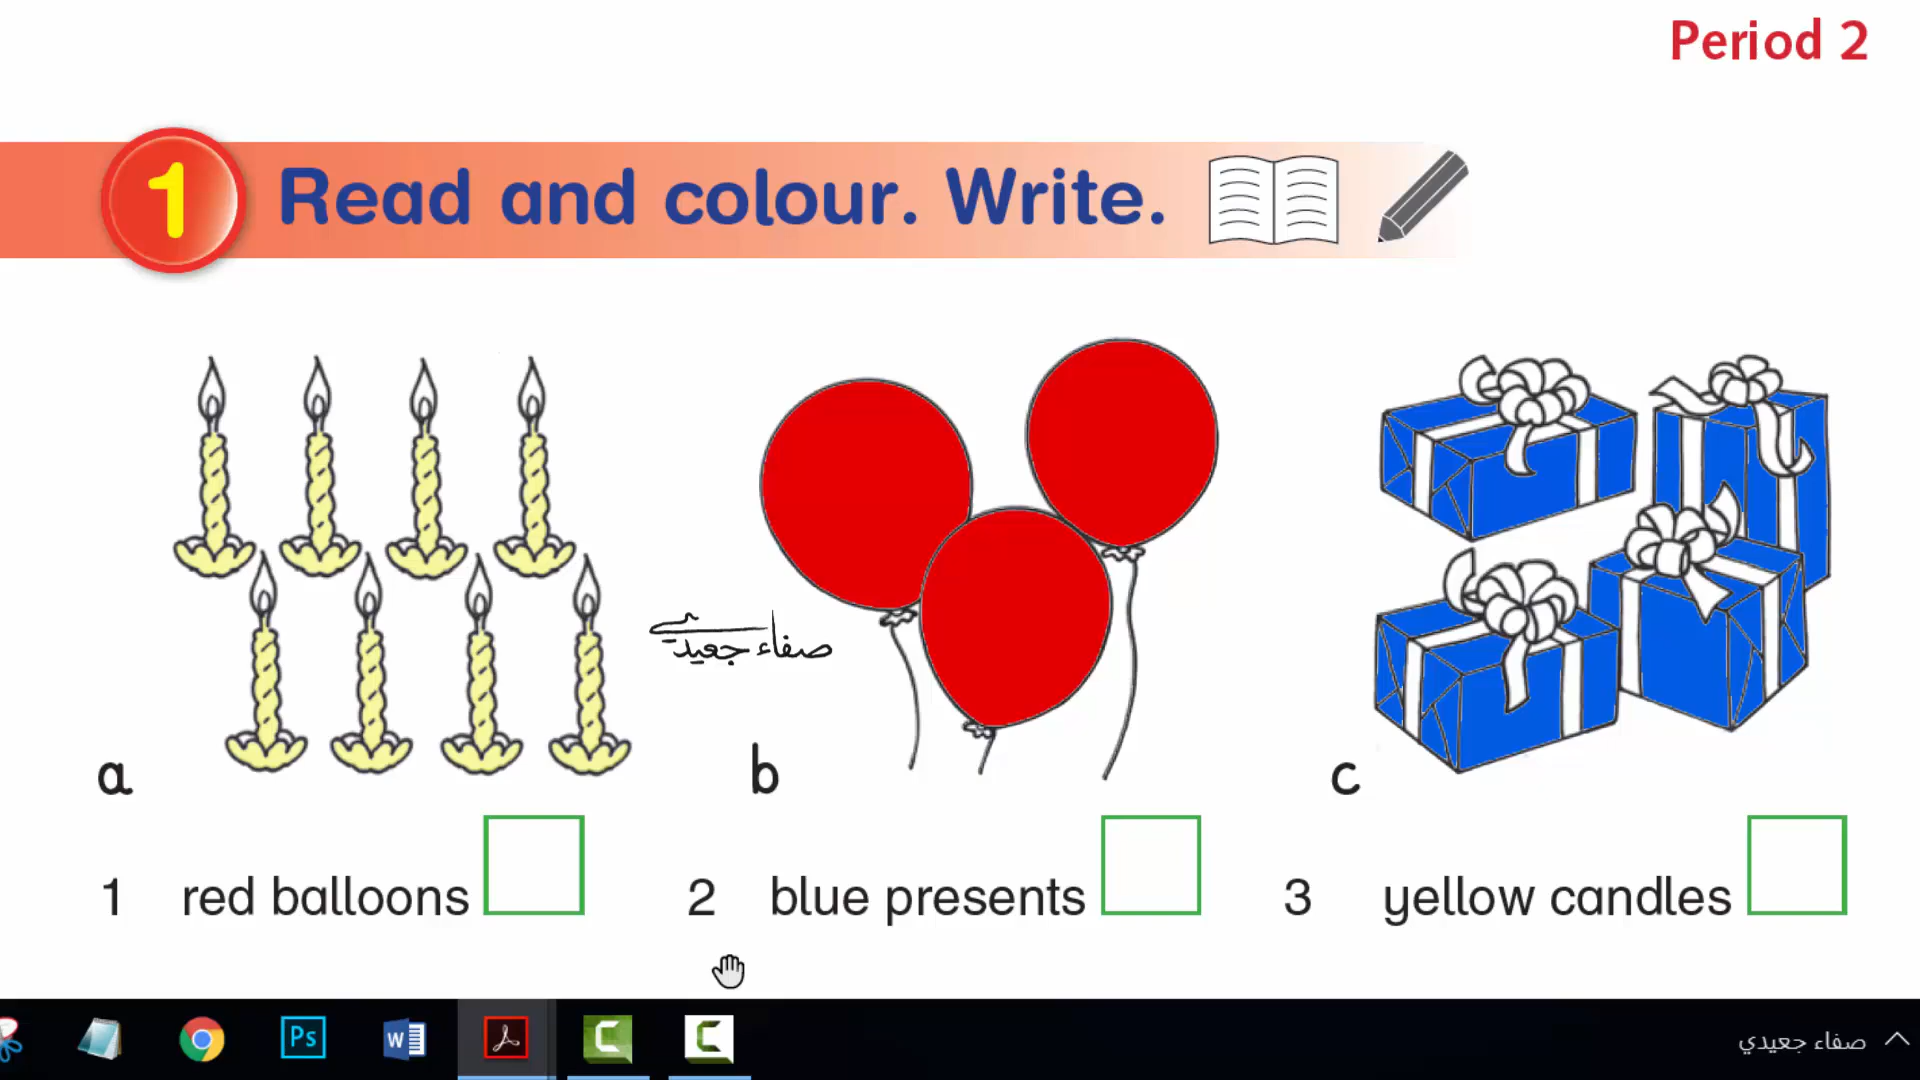 Period 2
1 Read and colour. Write.
صفاء جعيدي
a
b
c
1 red balloons
2 blue presents
3 yellow candles
Ps
W
صفاء جعيدي